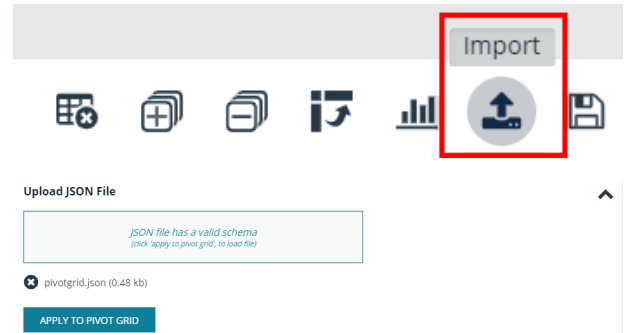 Import
Upload JSON File
JSON file has a valid schema
(click 'apply to pivot grid', to load file)
pivotgrid.json (0.48 kb)
APPLY TO PIVOT GRID